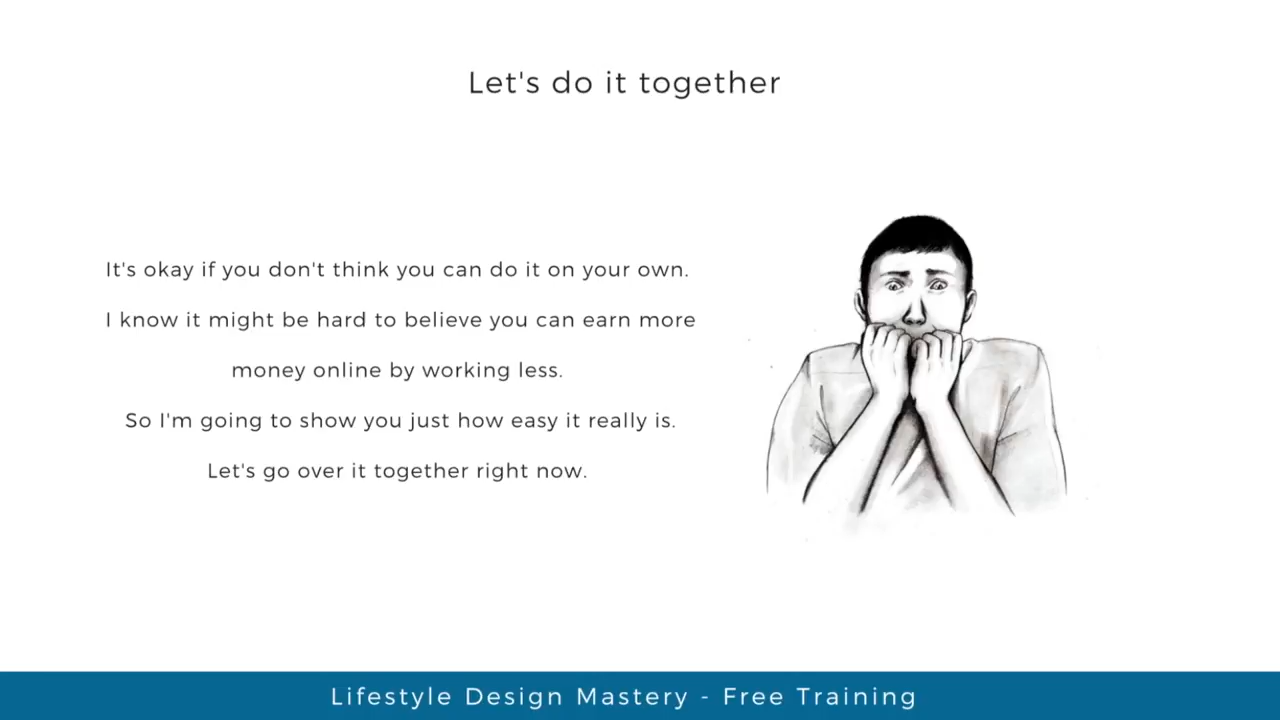 Let's do it together
It's okay if you don't think you can do it on your own.
I know it might be hard to believe you can earn more
money online by working less.
So I'm going to show you just how easy it really is.
Let's go over it together right now.
Lifestyle Design Mastery - Free Training